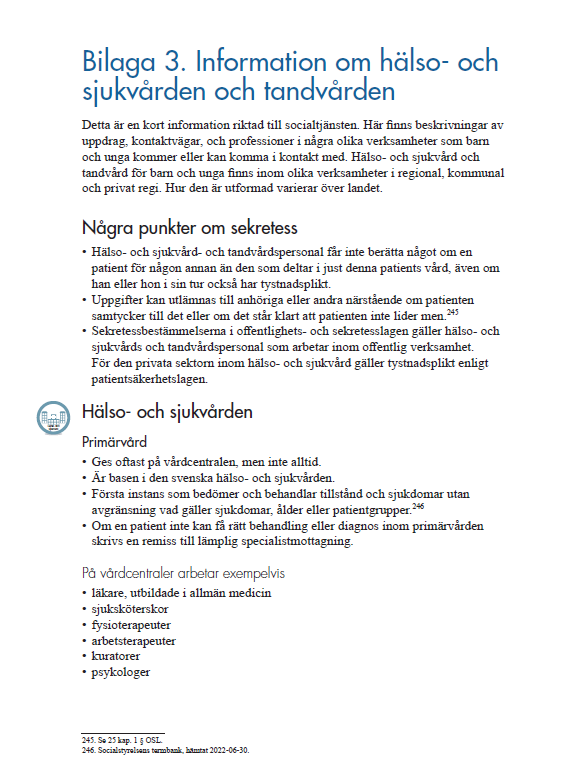 Bilaga 3. Information om hälso- och
sjukvården och tandvården
Detta är en kort information riktad till socialtjänsten. Här finns beskrivningar av
uppdrag, kontaktvägar, och professioner i några olika verksamheter som barn
och unga kommer eller kan komma i kontakt med. Hälso- och sjukvård och
tandvård för barn och unga finns inom olika verksamheter i regional, kommunal
och privat regi. Hur den är utformad varierar över landet.
Några punkter om sekretess
• Hälso- och sjukvård- och tandvårdspersonal får inte berätta något om en
patient för någon annan än den som deltar i just denna patients vård, även om
han eller hon i sin tur också har tystnadsplikt.
• Uppgifter kan utlämnas till anhöriga eller andra närstående om patienten
samtycker till det eller om det står klart att patienten inte lider men.245
• Sekretessbestämmelserna i offentlighets- och sekretesslagen gäller hälso- och
sjukvårds och tandvårdspersonal som arbetar inom offentlig verksamhet.
För den privata sektorn inom hälso- och sjukvård gäller tystnadsplikt enligt
patientsäkerhetslagen.
Hälso- och sjukvården
Primärvård
• Ges oftast på vårdcentralen, men inte alltid.
• Är basen i den svenska hälso- och sjukvården.
• Första instans som bedömer och behandlar tillstånd och sjukdomar utan
avgränsning vad gäller sjukdomar, ålder eller patientgrupper.246
• Om en patient inte kan få rätt behandling eller diagnos inom primärvården
skrivs en remiss till lämplig specialistmottagning.
På vårdcentraler arbetar exempelvis
• läkare, utbildade i allmän medicin
• sjuksköterskor
• fysioterapeuter
• arbetsterapeuter
• kuratorer
• psykologer
245. Se 25 kap. 1 § OSL.
246. Socialstyrelsens termbank, hämtat 2022-06-30.